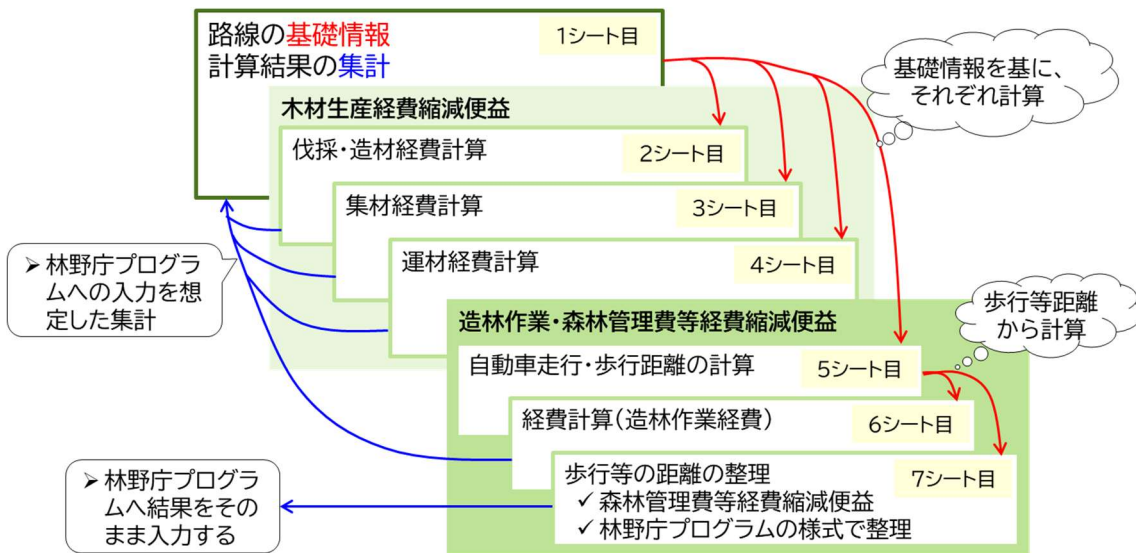 路線の基礎情報
計算結果の集計
1シート目
基礎情報を基に、
それぞれ計算
木材生産経費縮減便益
伐採・造材経費計算
2シート目
集材経費計算
3シート目
運材経費計算
4シート目
➢ 林野庁プログラ
ムへの入力を想
定した集計
造林作業・森林管理費等経費縮減便益
歩行等距離
から計算
自動車走行・歩行距離の計算
5シート目
経費計算(造林作業経費)
6シート目
歩行等の距離の整理
7シート目
✓ 森林管理費等経費縮減便益
✓ 林野庁プログラムの様式で整理
➢ 林野庁プログラ
ムへ結果をその
まま入力する